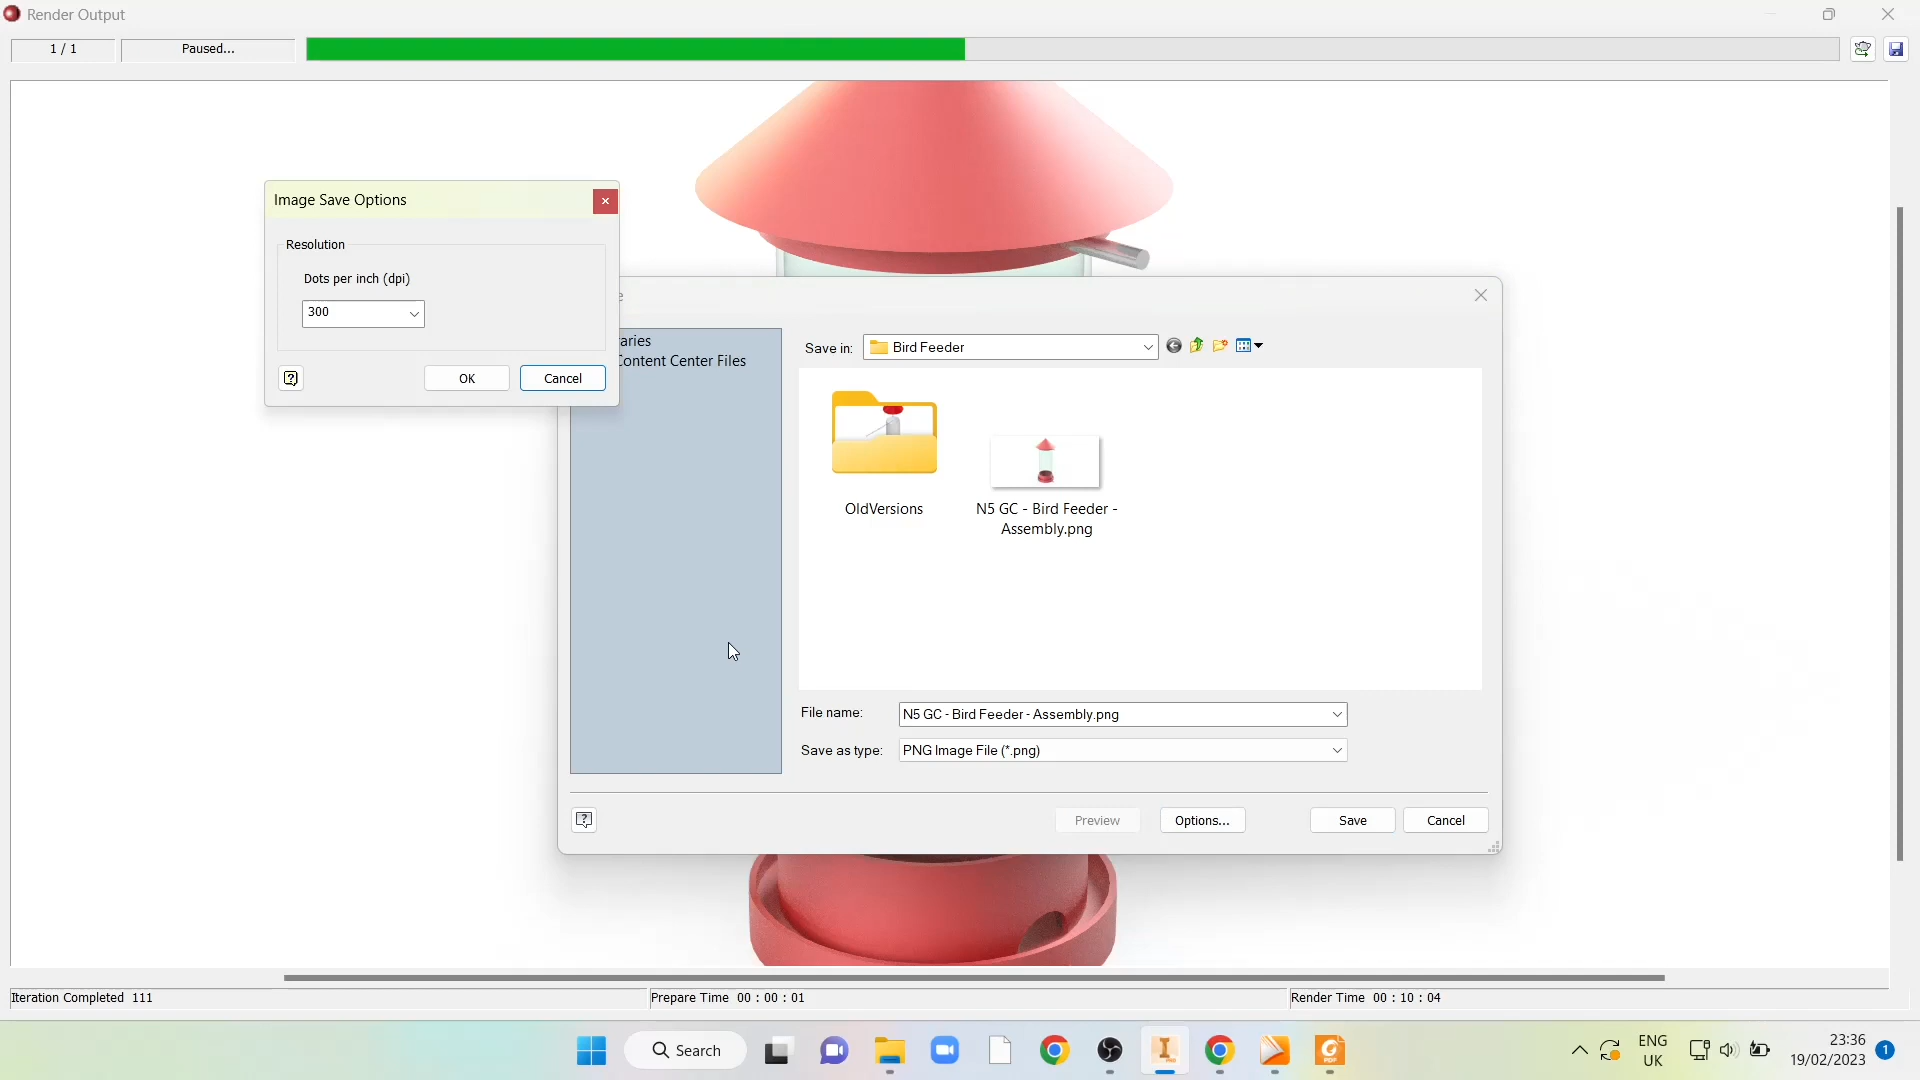 Render Output
1 / 1
Paused...
Image Save Options
Resolution
Dots per inch (dpi)
300
OK
Cancel
Content Center Files
Save in:
Bird Feeder
OldVersions
N5 GC - Bird Feeder -
Assembly.png
File name:
N5 GC - Bird Feeder - Assembly.png
Save as type:
PNG Image File (*.png)
Preview
Options...
Save
Cancel
Iteration Completed 111
Prepare Time 00 : 00 : 01
Render Time 00 : 10 : 04
Search
PDF
ENG
UK
23:36
19/02/2023
1